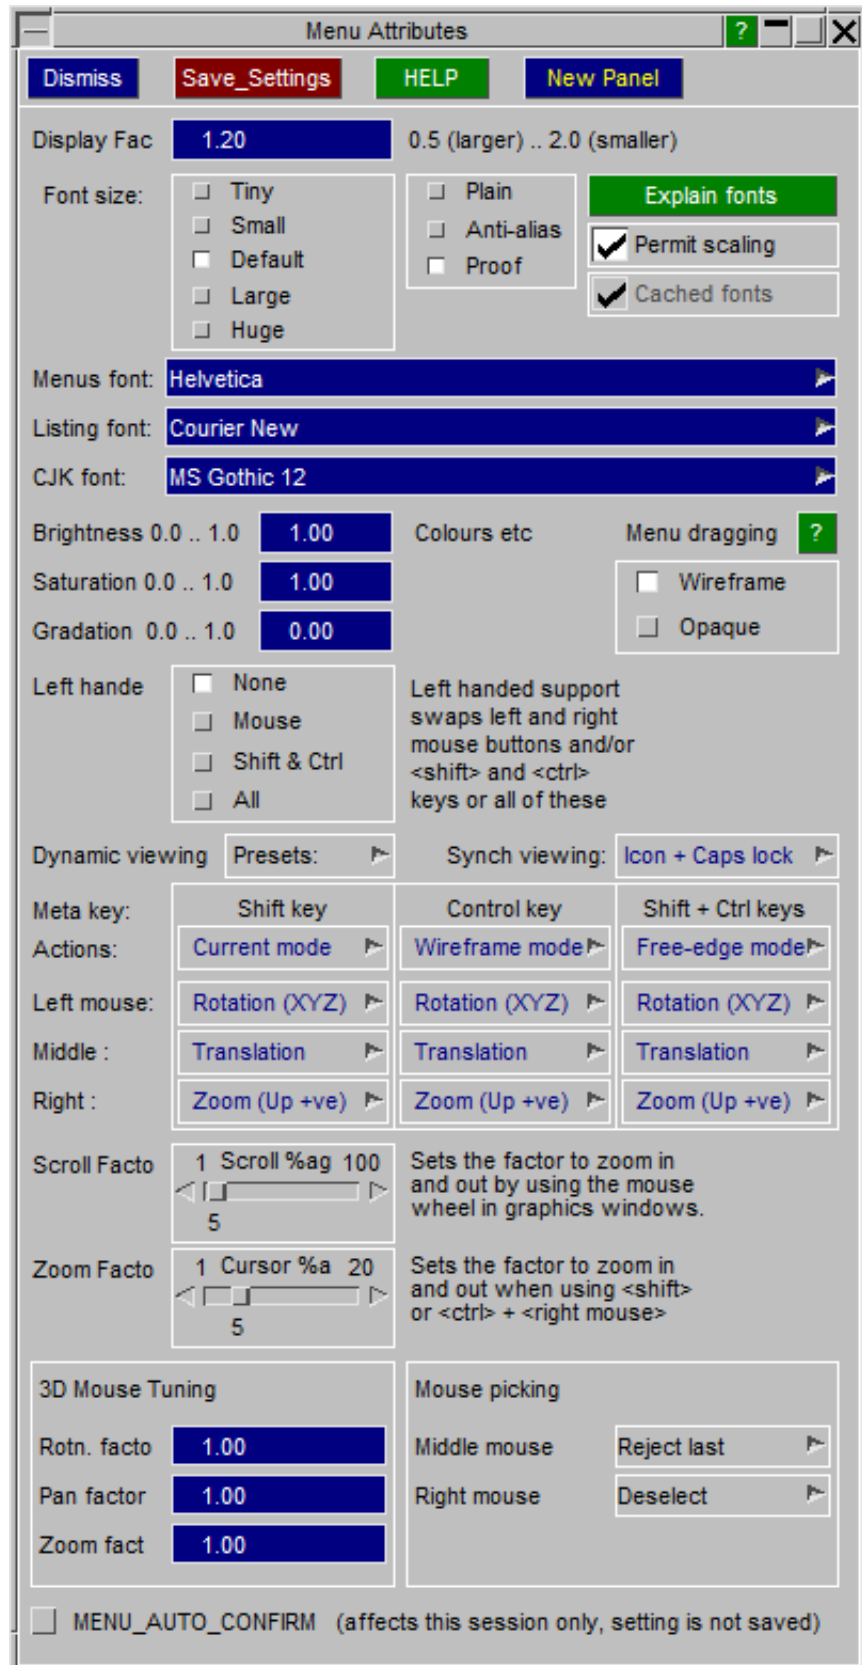 Menu Attributes ?
Dismiss Save_Settings HELP New Panel
Display Fac 1.20 0.5 (larger) .. 2.0 (smaller)
Font size: Tiny Plain Explain fonts
Small Anti-alias Permit scaling
Default Proof Cached fonts
Large
Huge
Menus font: Helvetica
Listing font: Courier New
CJK font: MS Gothic 12
Brightness 0.0 .. 1.0 1.00 Colours etc Menu dragging ?
Saturation 0.0 .. 1.0 1.00 Wireframe
Gradation 0.0 .. 1.0 0.00 Opaque
Left hande None Left handed support
Mouse swaps left and right
Shift & Ctrl mouse buttons and/or
<shift> and <ctrl>
All keys or all of these
Dynamic viewing Presets: Synch viewing: Icon + Caps lock
Meta key: Shift key Control key Shift + Ctrl keys
Actions: Current mode Wireframe mode Free-edge mode
Left mouse: Rotation (XYZ) Rotation (XYZ) Rotation (XYZ)
Middle : Translation Translation Translation
Right : Zoom (Up +ve) Zoom (Up +ve) Zoom (Up +ve)
Scroll Facto 1 Scroll %ag 100 Sets the factor to zoom in
and out by using the mouse
5 wheel in graphics windows.
Zoom Facto 1 Cursor %a 20 Sets the factor to zoom in
and out when using <shift>
5 or <ctrl> + <right mouse>
3D Mouse Tuning Mouse picking
Rotn. facto 1.00 Middle mouse Reject last
Pan factor 1.00 Right mouse Deselect
Zoom fact 1.00
MENU_AUTO_CONFIRM (affects this session only, setting is not saved)